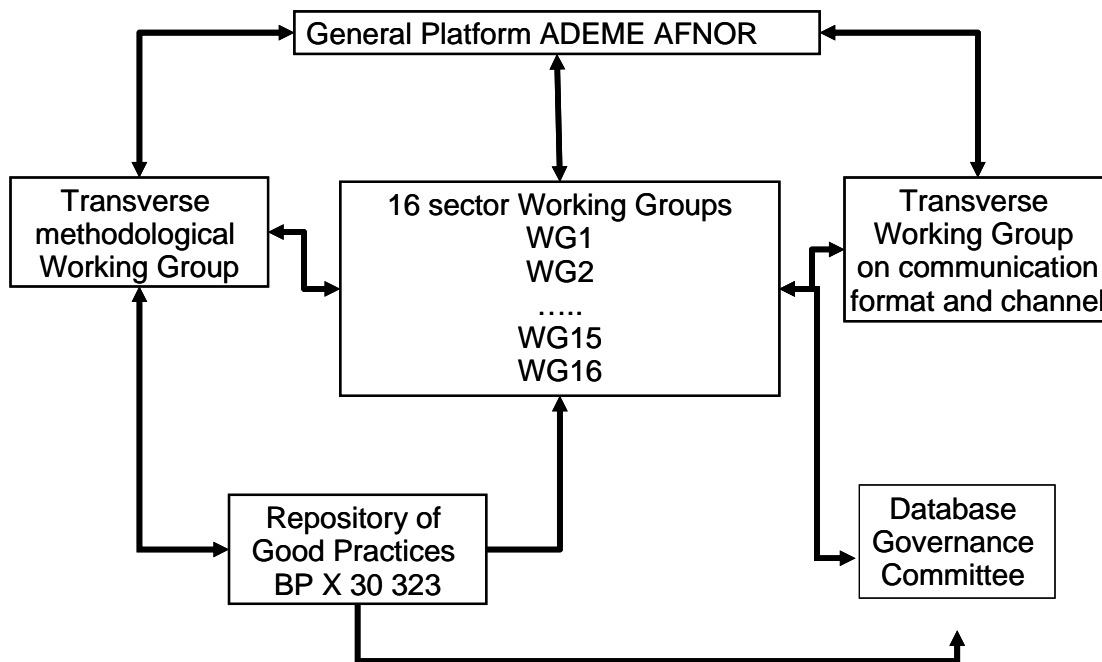 General Platform ADEME AFNOR
Transverse
methodological
Working Group
16 sector Working Groups
WG1
WG2
…..
WG15
WG16
Transverse
Working Group
on communication
format and channel
Repository of
Good Practices
BP X 30 323
Database
Governance
Committee